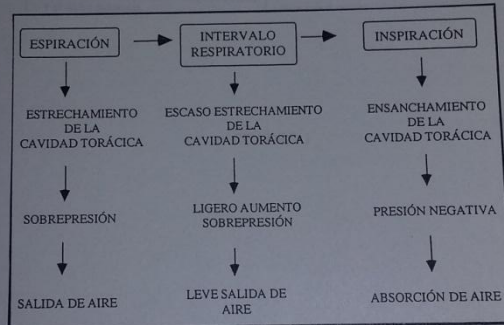 ESPIRACIÓN
INTERVALO
RESPIRATORIO
INSPIRACIÓN
ESTRECHAMIENTO
DE LA
CAVIDAD TORÁCICA
ESCASO ESTRECHAMIENTO
DE LA
CAVIDAD TORÁCICA
ENSANCHAMIENTO
DE LA
CAVIDAD TORÁCICA
SOBREPRESIÓN
LIGERO AUMENTO
SOBREPRESIÓN
PRESIÓN NEGATIVA
SALIDA DE AIRE
LEVE SALIDA DE
AIRE
ABSORCIÓN DE AIRE